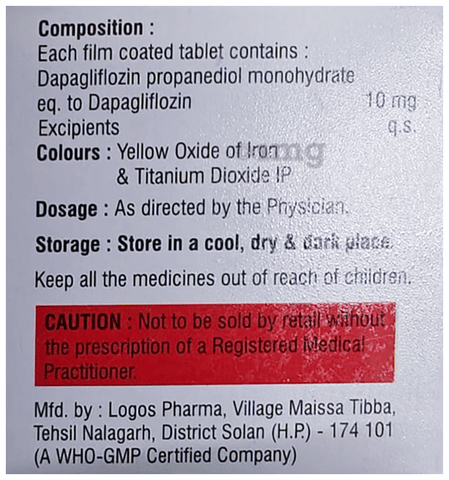 Composition :
Each film coated tablet contains :
Dapagliflozin propanediol monohydrate
eq. to Dapagliflozin 10 mg
Excipients q.s.
Colours : Yellow Oxide of Iron
& Titanium Dioxide IP
Dosage : As directed by the Physician.
Storage : Store in a cool, dry & dark place.
Keep all the medicines out of reach of children.
CAUTION : Not to be sold by retail without
the prescription of a Registered Medical
Practitioner.
Mfd. by : Logos Pharma, Village Maissa Tibba,
Tehsil Nalagarh, District Solan (H.P.) - 174 101
(A WHO-GMP Certified Company)